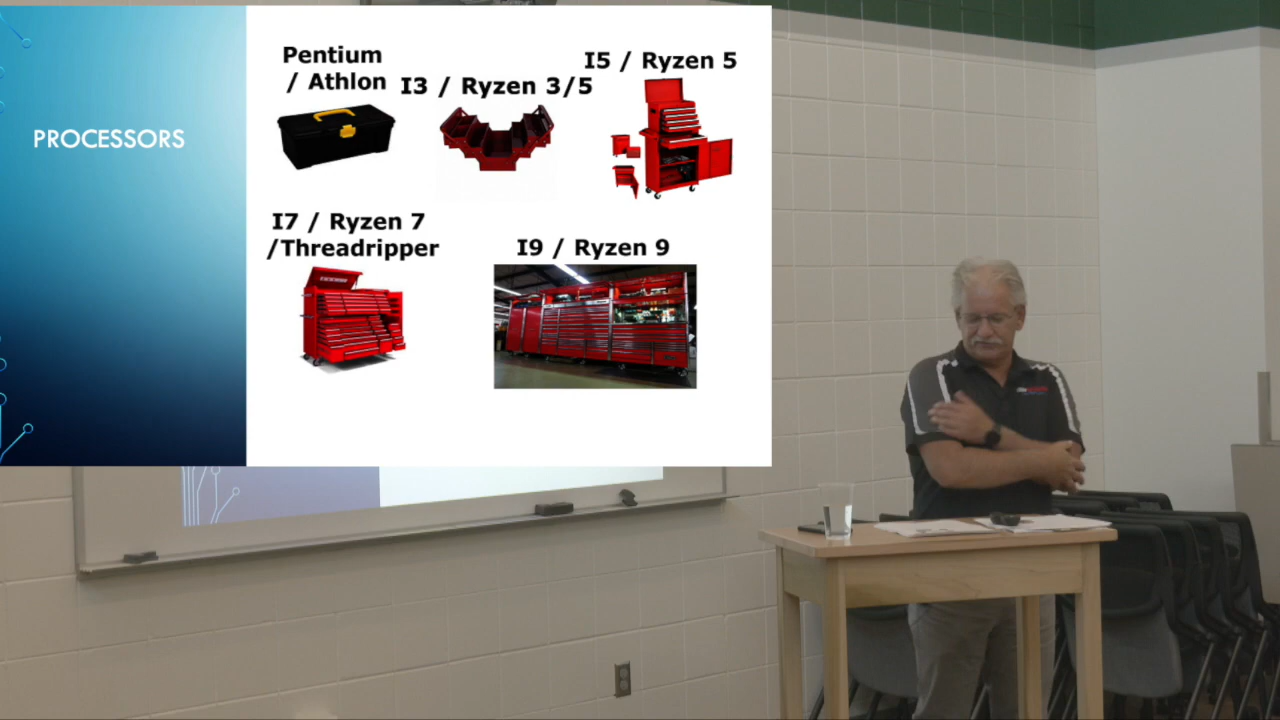 PROCESSORS
Pentium
/ Athlon
I3 / Ryzen 3/5
I5 / Ryzen 5
I7 / Ryzen 7
/Threadripper
I9 / Ryzen 9